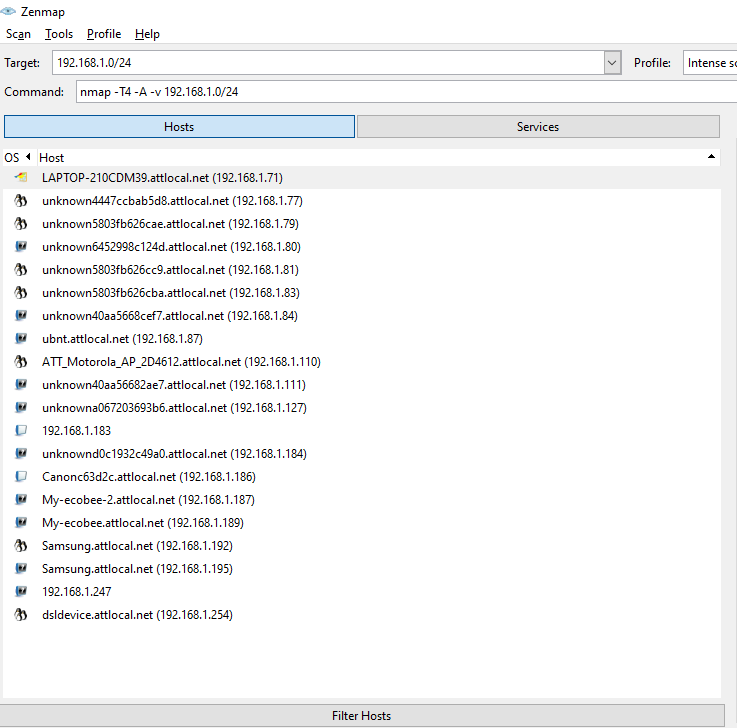 Zenmap
Scan Tools Profile Help
Target: 192.168.1.0/24 Profile: Intense sc
Command: nmap -T4 -A -v 192.168.1.0/24
Hosts Services
OS Host
LAPTOP-210CDM39.attlocal.net (192.168.1.71)
unknown4447ccbab5d8.attlocal.net (192.168.1.77)
unknown5803fb626cae.attlocal.net (192.168.1.79)
unknown6452998c124d.attlocal.net (192.168.1.80)
unknown5803fb626cc9.attlocal.net (192.168.1.81)
unknown5803fb626cba.attlocal.net (192.168.1.83)
unknown40aa5668cef7.attlocal.net (192.168.1.84)
ubnt.attlocal.net (192.168.1.87)
ATT_Motorola_AP_2D4612.attlocal.net (192.168.1.110)
unknown40aa56682ae7.attlocal.net (192.168.1.111)
unknowna067203693b6.attlocal.net (192.168.1.127)
192.168.1.183
unknownd0c1932c49a0.attlocal.net (192.168.1.184)
Canonc63d2c.attlocal.net (192.168.1.186)
My-ecobee-2.attlocal.net (192.168.1.187)
My-ecobee.attlocal.net (192.168.1.189)
Samsung.attlocal.net (192.168.1.192)
Samsung.attlocal.net (192.168.1.195)
192.168.1.247
dsldevice.attlocal.net (192.168.1.254)
Filter Hosts